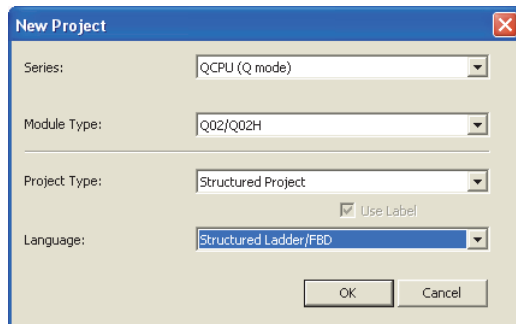 New Project
Series:
QCPU (Q mode)
Module Type:
Q02/Q02H
Project Type:
Structured Project
Use Label
Language:
Structured Ladder/FBD
OK
Cancel